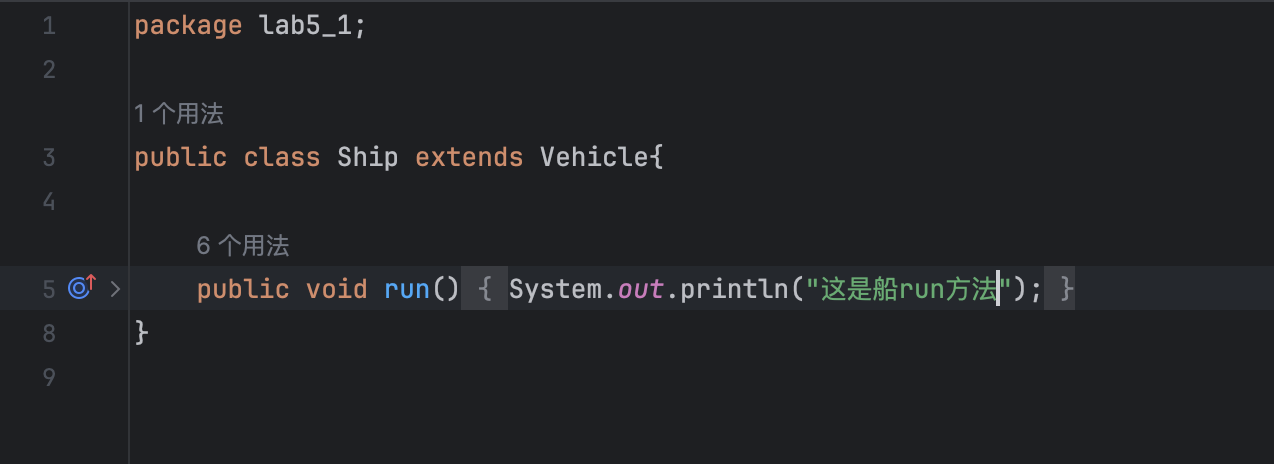 1 package lab5_1;
2
1 个用法
3 public class Ship extends Vehicle{
4
6 个用法
5 public void run() { System.out.println("这是船run方法"); }
8 }
9